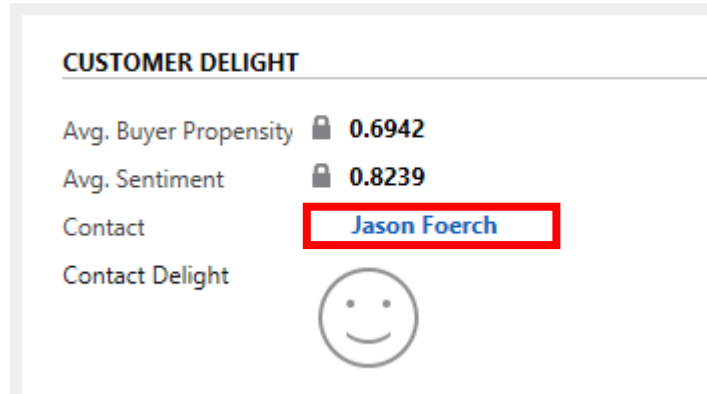 CUSTOMER DELIGHT
Avg. Buyer Propensity 0.6942
Avg. Sentiment 0.8239
Contact Jason Foerch
Contact Delight